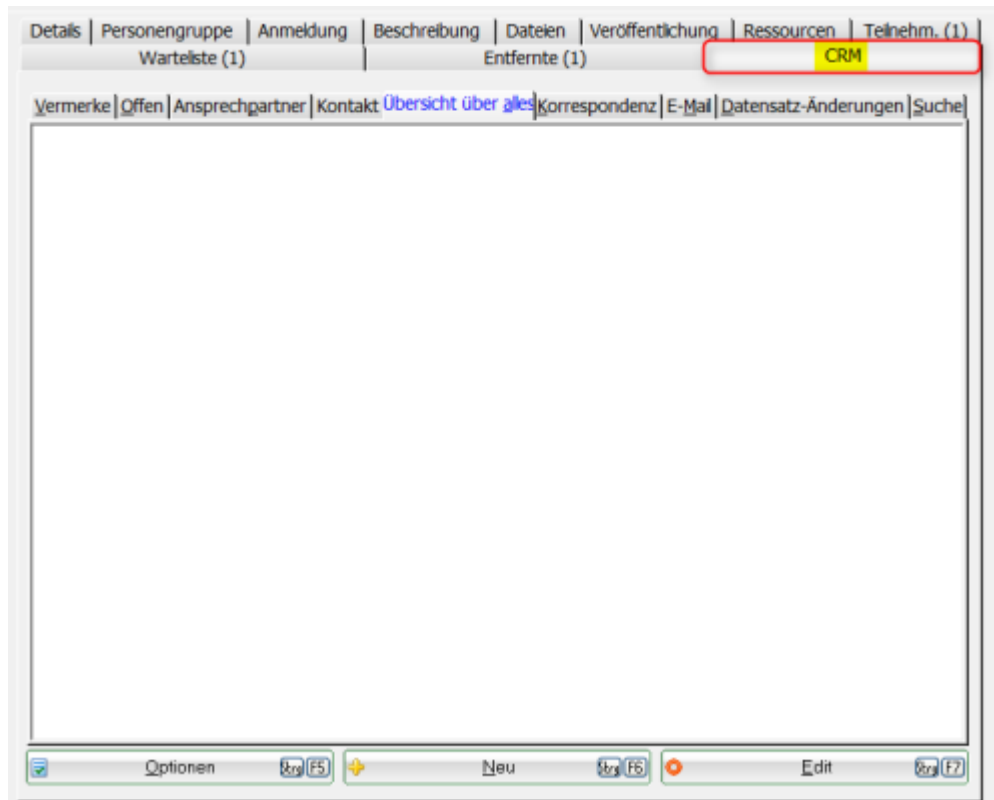 Details Personengruppe Anmeldung Beschreibung Dateien Veröffentlichung Ressourcen Teilnehm. (1)
Warteliste (1) Entfernte (1) CRM
Vermerke Offen Ansprechpartner Kontakt Übersicht über alles Korrespondenz E-Mail Datensatz-Änderungen Suche
Optionen Strg F5 Neu Strg F6 Edit Strg F7